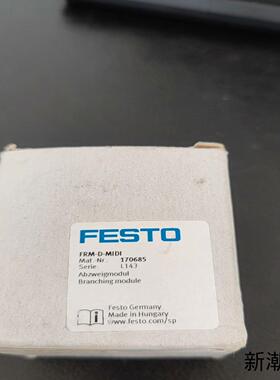 FESTO
FRM-D-MIDI
Mat.-Nr.: 170685
Serie L143
Abzweigmodul
Branching module
Festo Germany
Made in Hungary
www.festo.com/sp
新潮